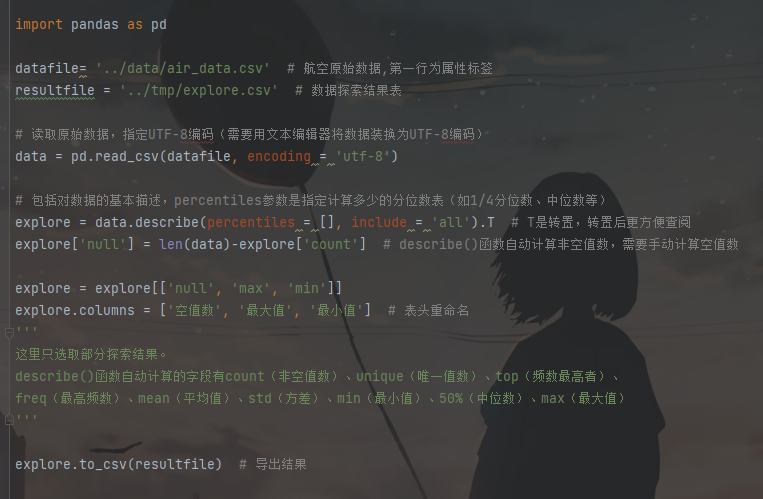 import pandas as pd
datafile= '../data/air_data.csv'  # 航空原始数据,第一行为属性标签
resultfile = '../tmp/explore.csv'  # 数据探索结果表
# 读取原始数据，指定UTF-8编码（需要用文本编辑器将数据装换为UTF-8编码）
data = pd.read_csv(datafile, encoding = 'utf-8')
# 包括对数据的基本描述，percentiles参数是指定计算多少的分位数表（如1/4分位数、中位数等）
explore = data.describe(percentiles = [], include = 'all').T  # T是转置，转置后更方便查阅
explore['null'] = len(data)-explore['count']  # describe()函数自动计算非空值数，需要手动计算空值数
explore = explore[['null', 'max', 'min']]
explore.columns = ['空值数', '最大值', '最小值']  # 表头重命名
'''
这里只选取部分探索结果。
describe()函数自动计算的字段有count（非空值数）、unique（唯一值数）、top（频数最高者）、
freq（最高频数）、mean（平均值）、std（方差）、min（最小值）、50%（中位数）、max（最大值）
'''
explore.to_csv(resultfile)  # 导出结果